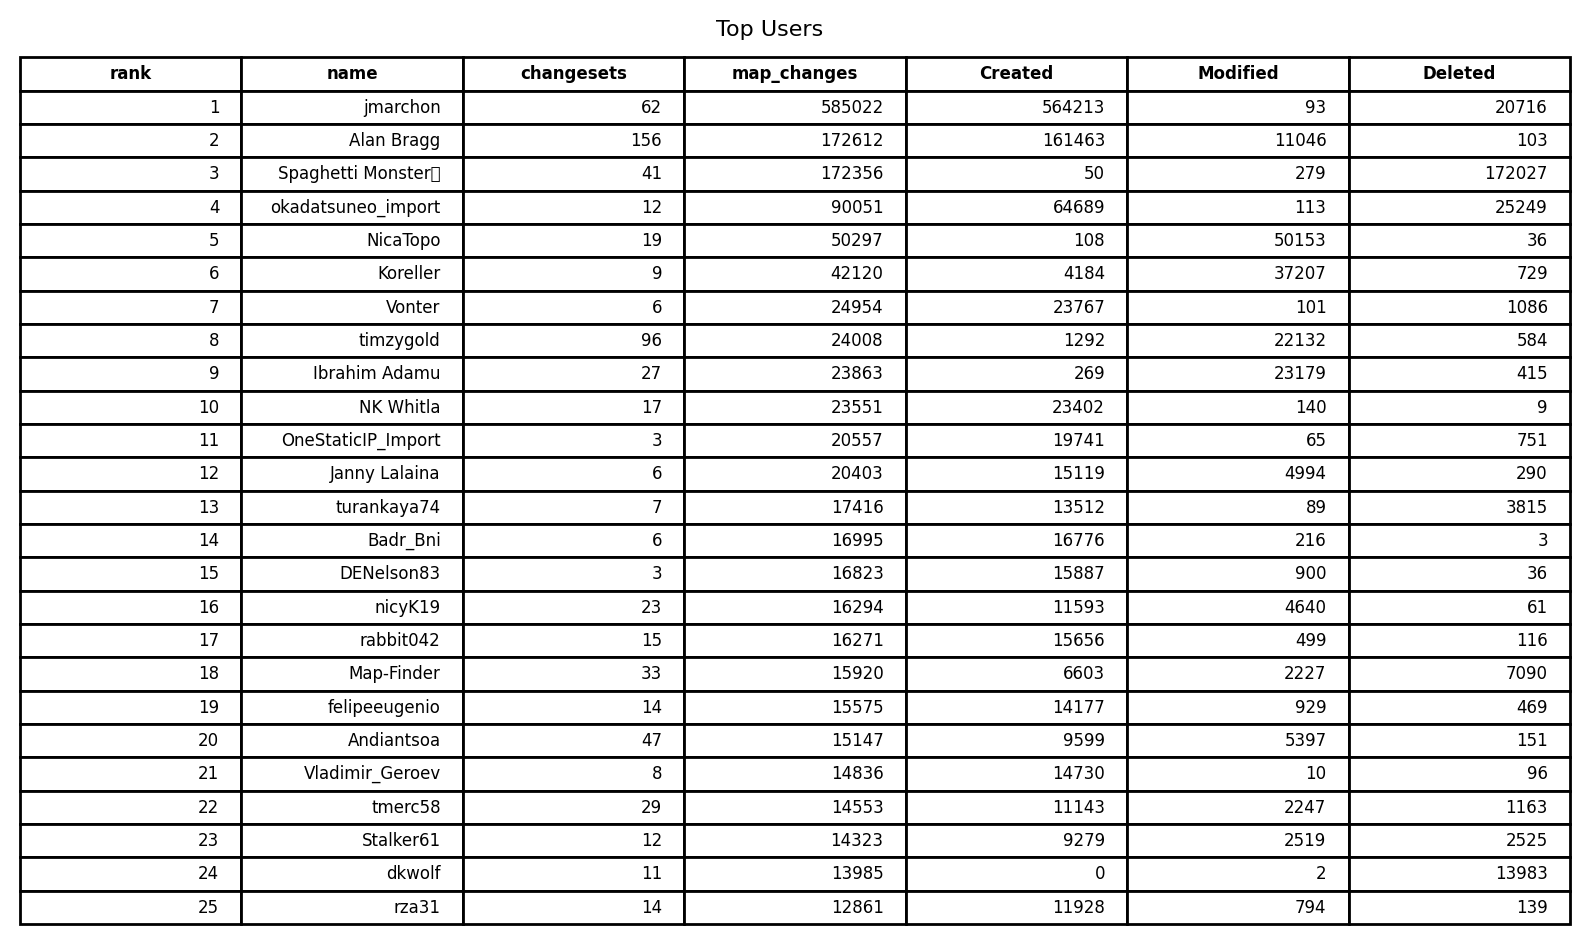 Top Users
rank name changesets map_changes Created Modified Deleted
1 jmarchon 62 585022 564213 93 20716
2 Alan Bragg 156 172612 161463 11046 103
3 Spaghetti Monster 41 172356 50 279 172027
4 okadatsuneo_import 12 90051 64689 113 25249
5 NicaTopo 19 50297 108 50153 36
6 Koreller 9 42120 4184 37207 729
7 Vonter 6 24954 23767 101 1086
8 timzygold 96 24008 1292 22132 584
9 Ibrahim Adamu 27 23863 269 23179 415
10 NK Whitla 17 23551 23402 140 9
11 OneStaticIP_Import 3 20557 19741 65 751
12 Janny Lalaina 6 20403 15119 4994 290
13 turankaya74 7 17416 13512 89 3815
14 Badr_Bni 6 16995 16776 216 3
15 DENelson83 3 16823 15887 900 36
16 nicyK19 23 16294 11593 4640 61
17 rabbit042 15 16271 15656 499 116
18 Map-Finder 33 15920 6603 2227 7090
19 felipeeugenio 14 15575 14177 929 469
20 Andiantsoa 47 15147 9599 5397 151
21 Vladimir_Geroev 8 14836 14730 10 96
22 tmerc58 29 14553 11143 2247 1163
23 Stalker61 12 14323 9279 2519 2525
24 dkwolf 11 13985 0 2 13983
25 rza31 14 12861 11928 794 139